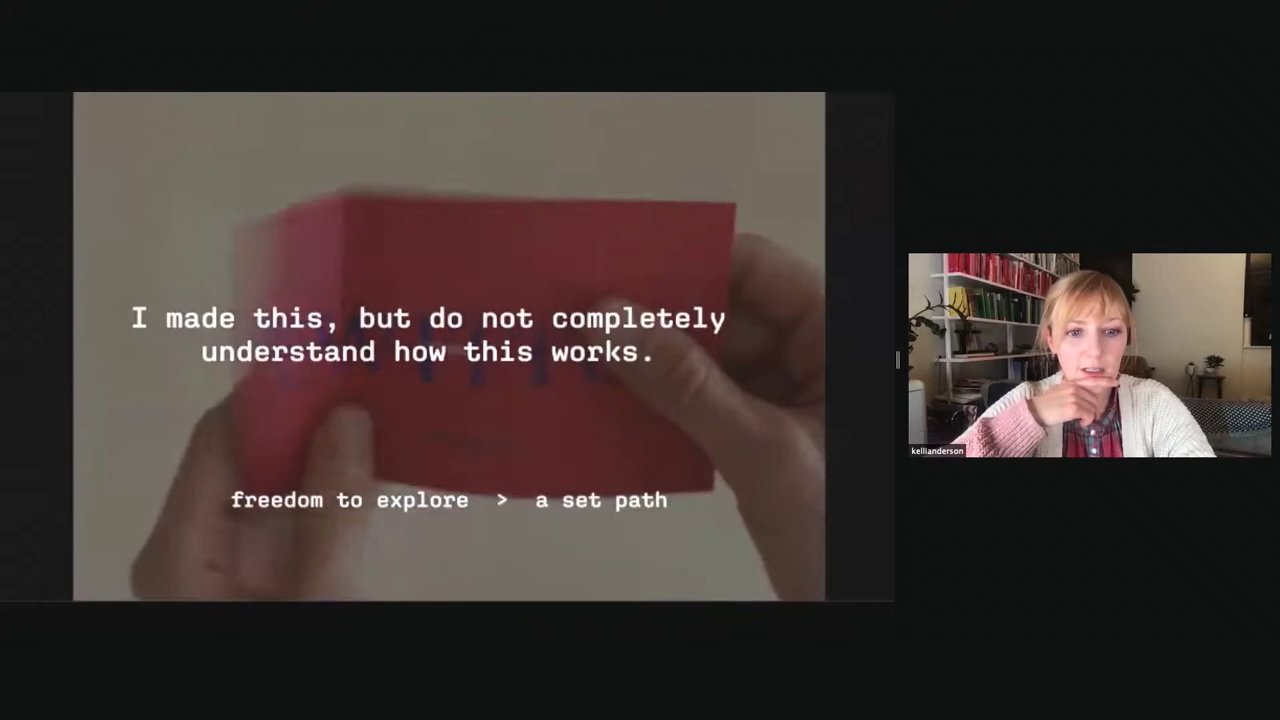 I made this, but do not completely
understand how this works.
freedom to explore > a set path
kellianderson